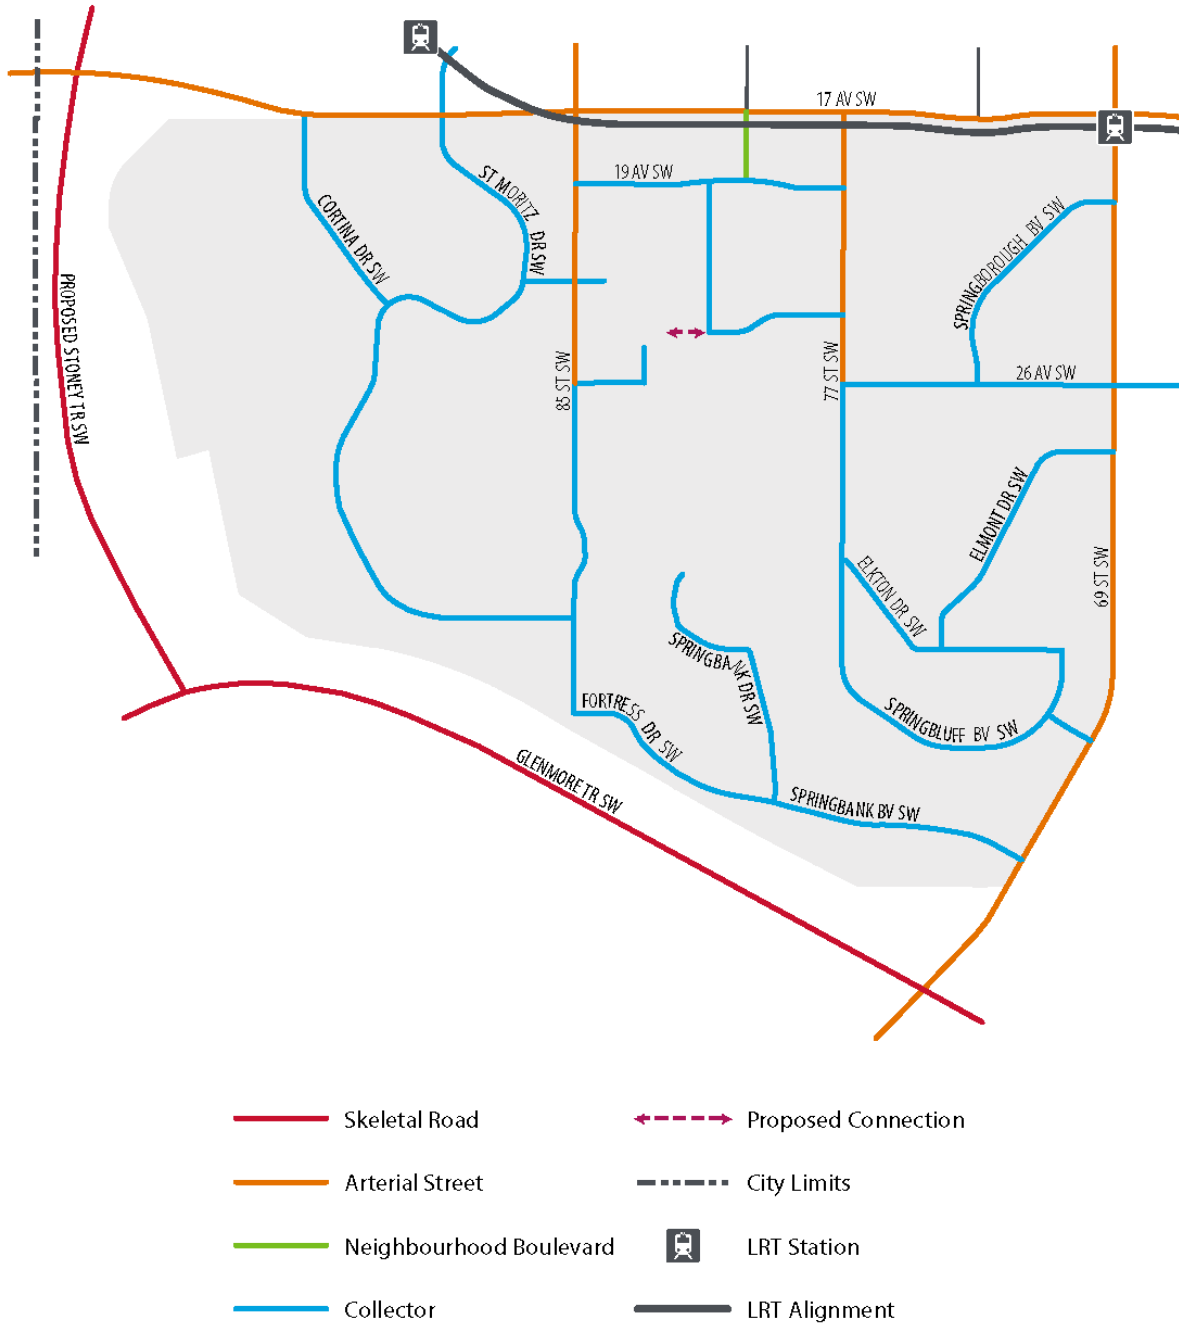 17 AV SW
19 AV SW
ST MORITZ DR SW
CORTINA DR SW
SPRINGBOROUGH BV SW
PROPOSED STONEY TR SW
85 ST SW
77 ST SW
26 AV SW
ELMONT DR SW
ELKTON DR SW
69 ST SW
SPRINGBANK DR SW
FORTRESS DR SW
SPRINGBLUFF BV SW
GLENMORE TR SW
SPRINGBANK BV SW
Skeletal Road
Proposed Connection
Arterial Street
City Limits
Neighbourhood Boulevard
LRT Station
Collector
LRT Alignment